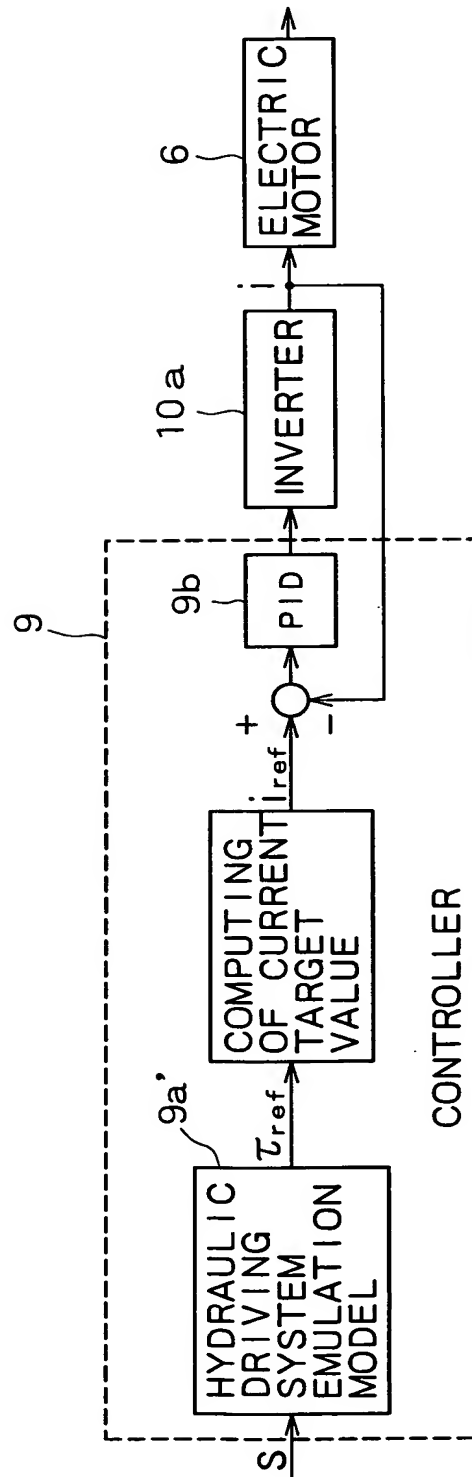 9
S
HYDRAULIC
DRIVING
SYSTEM
EMULATION
MODEL
9a'
τref
COMPUTING
OF CURRENT
TARGET
VALUE
iref
+
−
9b
PID
10a
INVERTER
i
6
ELECTRIC
MOTOR
CONTROLLER